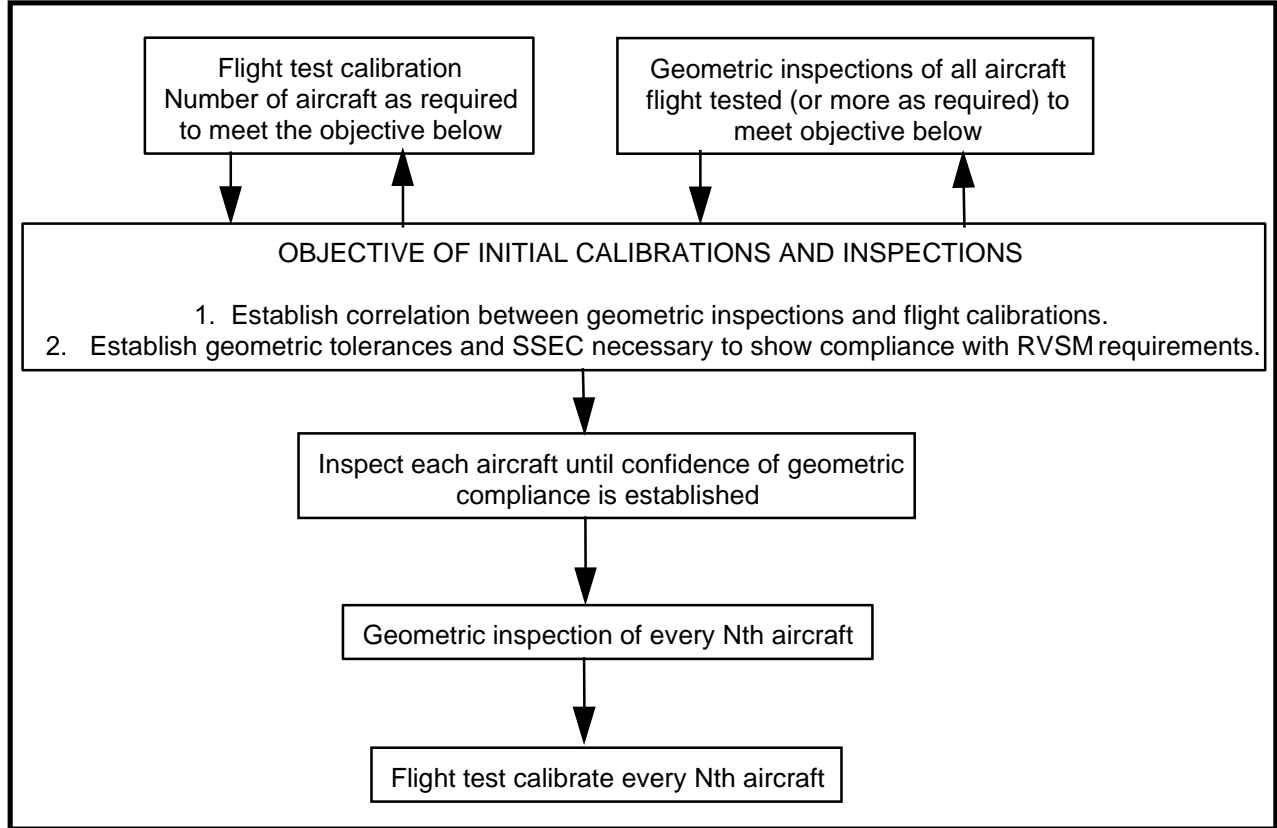 Flight test calibration
Number of aircraft as required
to meet the objective below
Geometric inspections of all aircraft
flight tested (or more as required) to
meet objective below
OBJECTIVE OF INITIAL CALIBRATIONS AND INSPECTIONS
1. Establish correlation between geometric inspections and flight calibrations.
2. Establish geometric tolerances and SSEC necessary to show compliance with RVSM requirements.
Inspect each aircraft until confidence of geometric
compliance is established
Geometric inspection of every Nth aircraft
Flight test calibrate every Nth aircraft